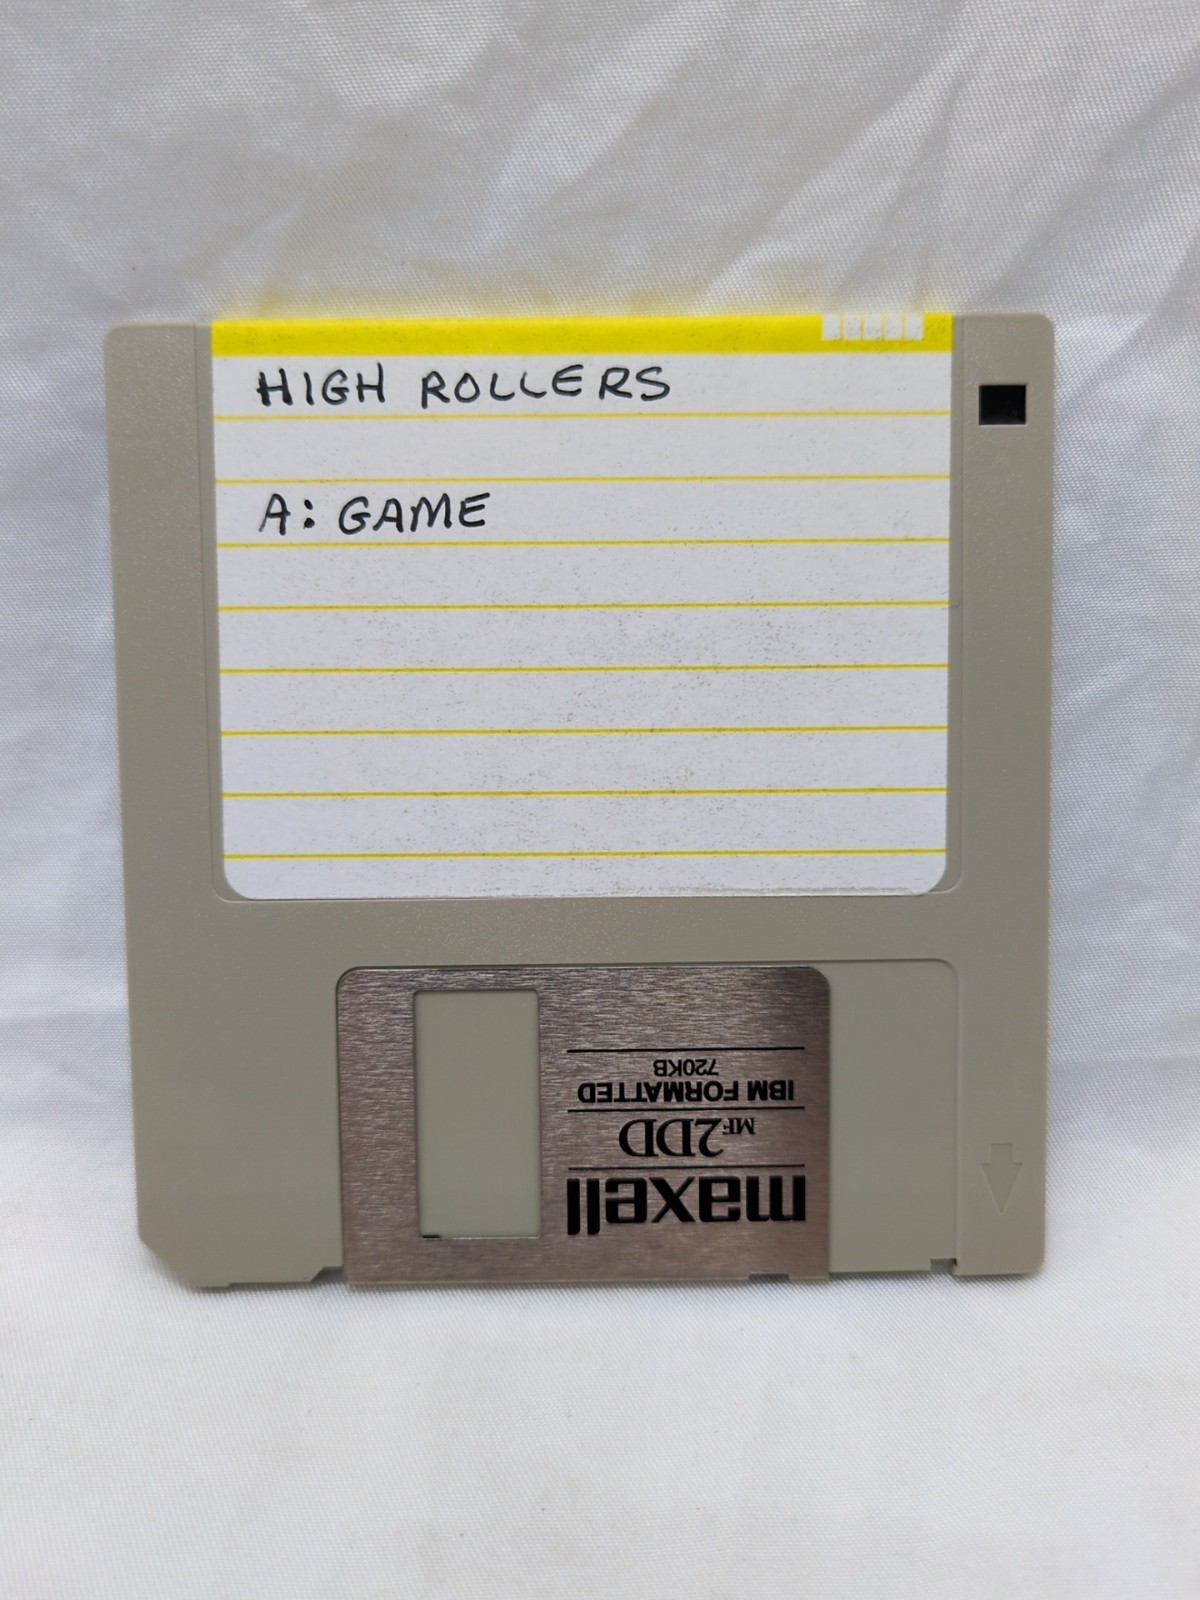 HIGH ROLLERS
A: GAME
maxell
MF 2DD
IBM FORMATTED
720KB